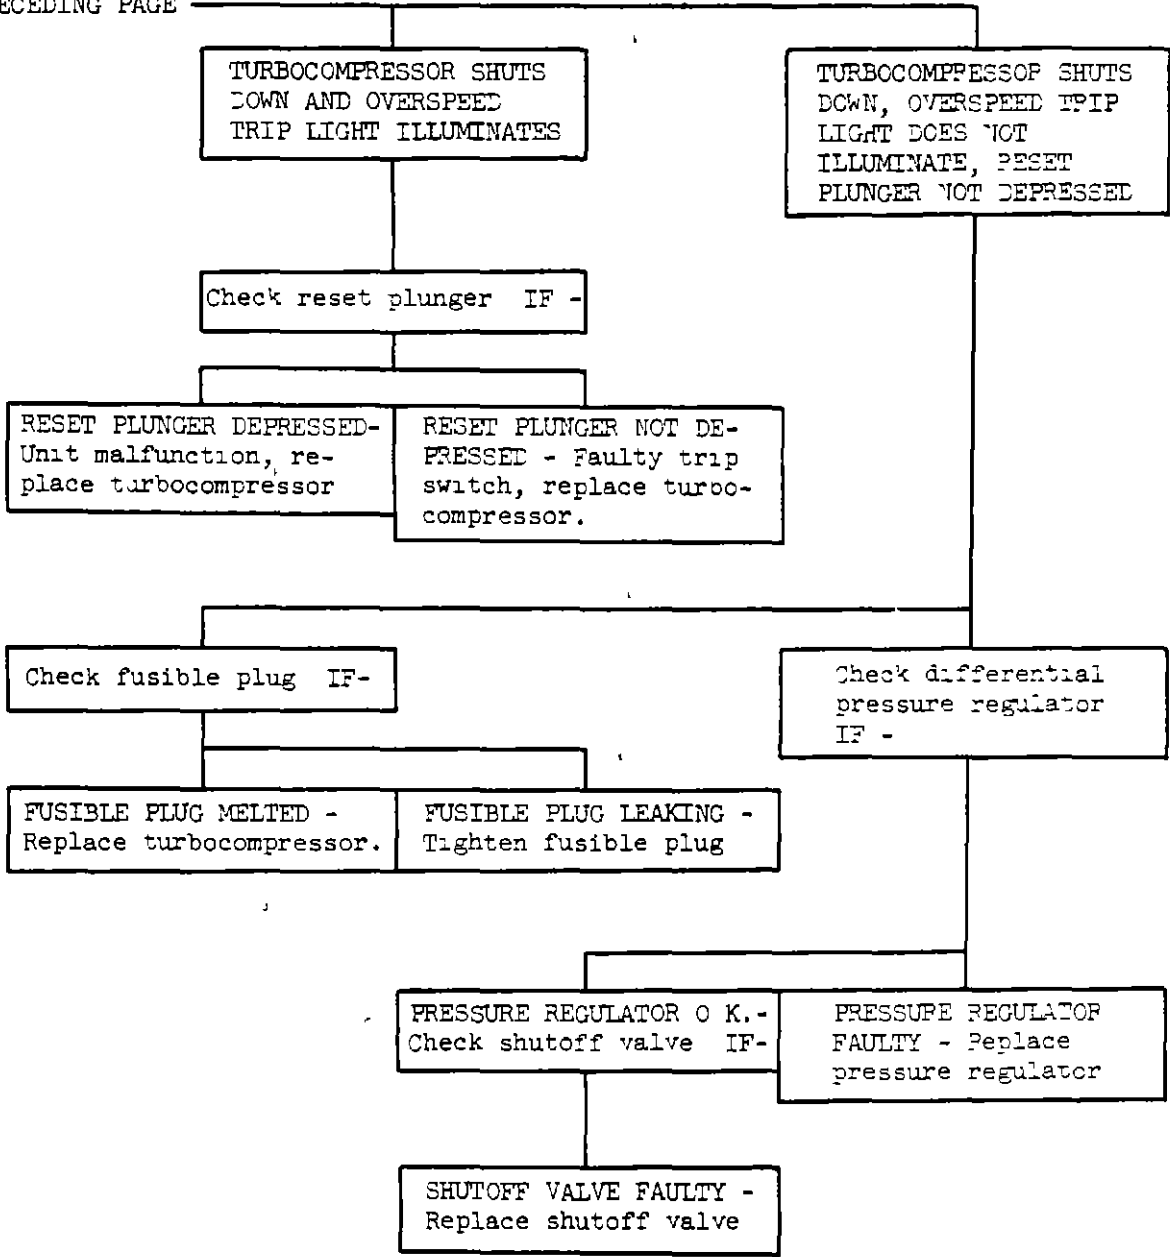 ECEDING PAGE
TURBOCOMPRESSOR SHUTS
DOWN AND OVERSPEED
TRIP LIGHT ILLUMINATES
TURBOCOMPRESSOR SHUTS
DOWN, OVERSPEED TRIP
LIGHT DOES NOT
ILLUMINATE, RESET
PLUNGER NOT DEPRESSED
Check reset plunger IF -
RESET PLUNGER DEPRESSED-
Unit malfunction, re-
place turbocompressor
RESET PLUNGER NOT DE-
PRESSED - Faulty trip
switch, replace turbo-
compressor.
Check fusible plug IF-
Check differential
pressure regulator
IF -
FUSIBLE PLUG MELTED -
Replace turbocompressor.
FUSIBLE PLUG LEAKING -
Tighten fusible plug
PRESSURE REGULATOR O K.-
Check shutoff valve IF-
PRESSURE REGULATOR
FAULTY - Replace
pressure regulator
SHUTOFF VALVE FAULTY -
Replace shutoff valve